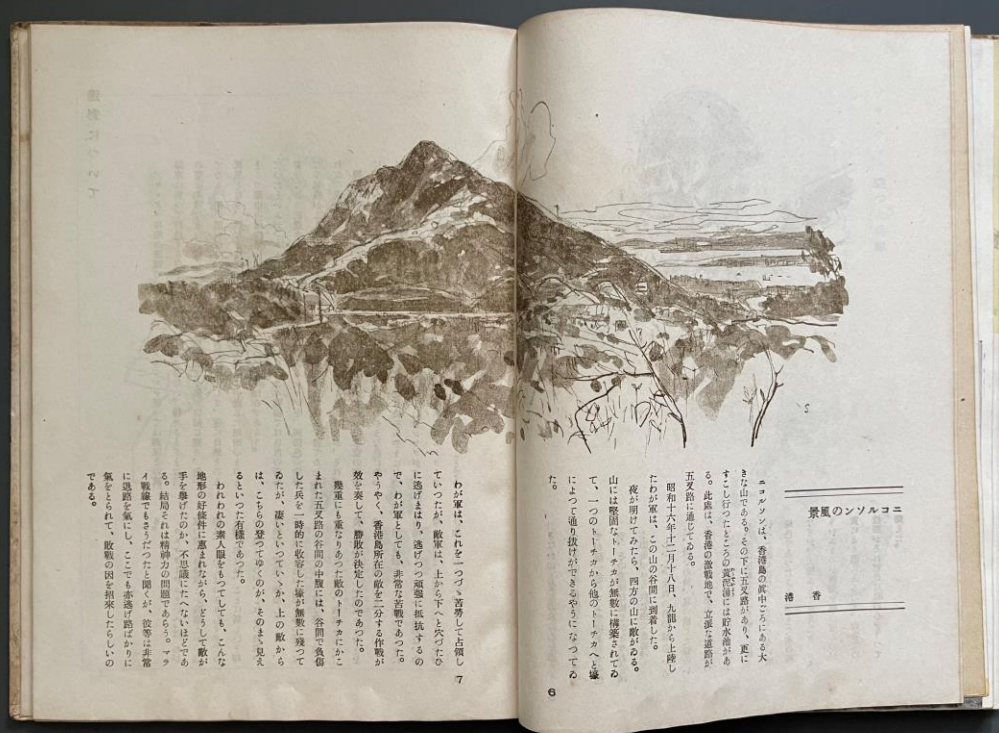 ニコルソンの風景
香港
ニコルソンは、香港島の眞中ごろにある大
きな山である。その下に五叉路があり、更に
すこし行つたところの黄泥涌には貯水池があ
る。此處は、香港の激戰地で、立派な道路が
五叉路に通じてゐる。
昭和十六年十二月十八日、九龍から上陸し
たわが軍は、この山の谷間に到着した。
夜が明けてみたら、四方の山に敵がゐる。
山には堅固なトーチカが無數に構築されてゐ
て、一つのトーチカから他のトーチカへと壕
によつて通り拔けができるやうになつてゐ
た。
6
わが軍は、これを一つづゝ苦勞して占領し
ていつたが、敵軍は、上から下へと穴づたひ
に逃げまはり、逃げつつ頑强に抵抗するの
で、わが軍としても、非常な苦戰であつた。
やうやく、香港島所在の敵を二分する作戰が
效を奏して、勝敗が決定したのであつた。
幾重にも重なりあつた敵のトーチカにかこ
まれた五叉路の谷間の中腹には、谷間で負傷
した兵を一時的に收容した壕が無數に殘つて
ゐたが、凄いといつていゝか、上の敵から
は、こちらの登つてゆくのが、そのまゝ見え
るといつた有樣であつた。
われわれの素人眼をもつてしても、こんな
地形の好條件に惠まれながら、どうして敵が
手を擧げたのか、不思議にたへないほどであ
る。結局それは精神力の問題であらう。マラ
イ戰線でもさうだつたと聞くが、彼等は非常
に退路を氣にし、ここでも亦逃げ路ばかりに
氣をとられて、敗戰の因を招來したらしいの
である。
7